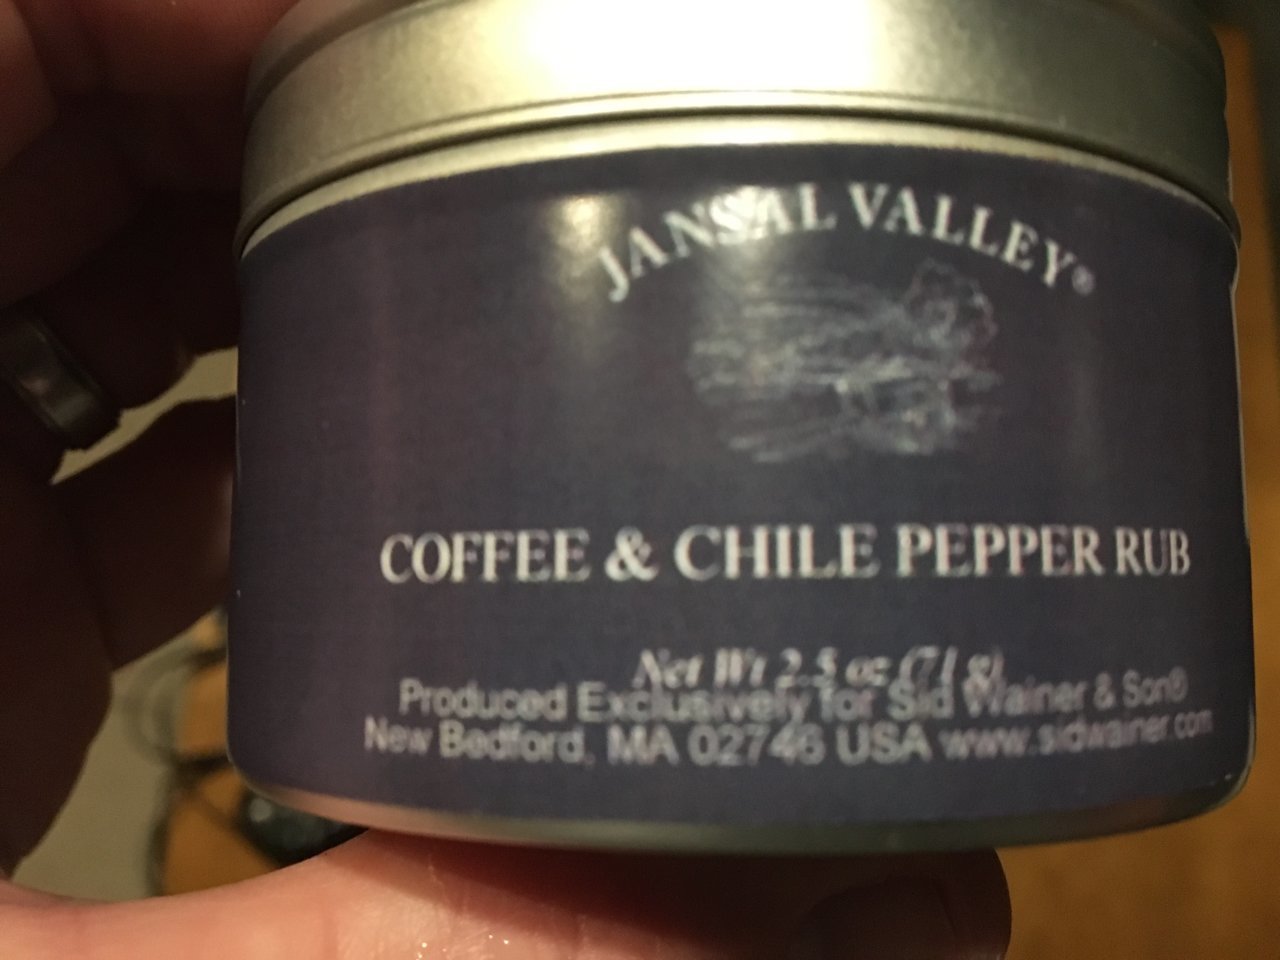 JANSAL VALLEY®
COFFEE & CHILE PEPPER RUB
Net Wt 2.5 oz (71 g)
Produced Exclusively for Sid Wainer & Son®
New Bedford, MA 02746 USA www.sidwainer.com